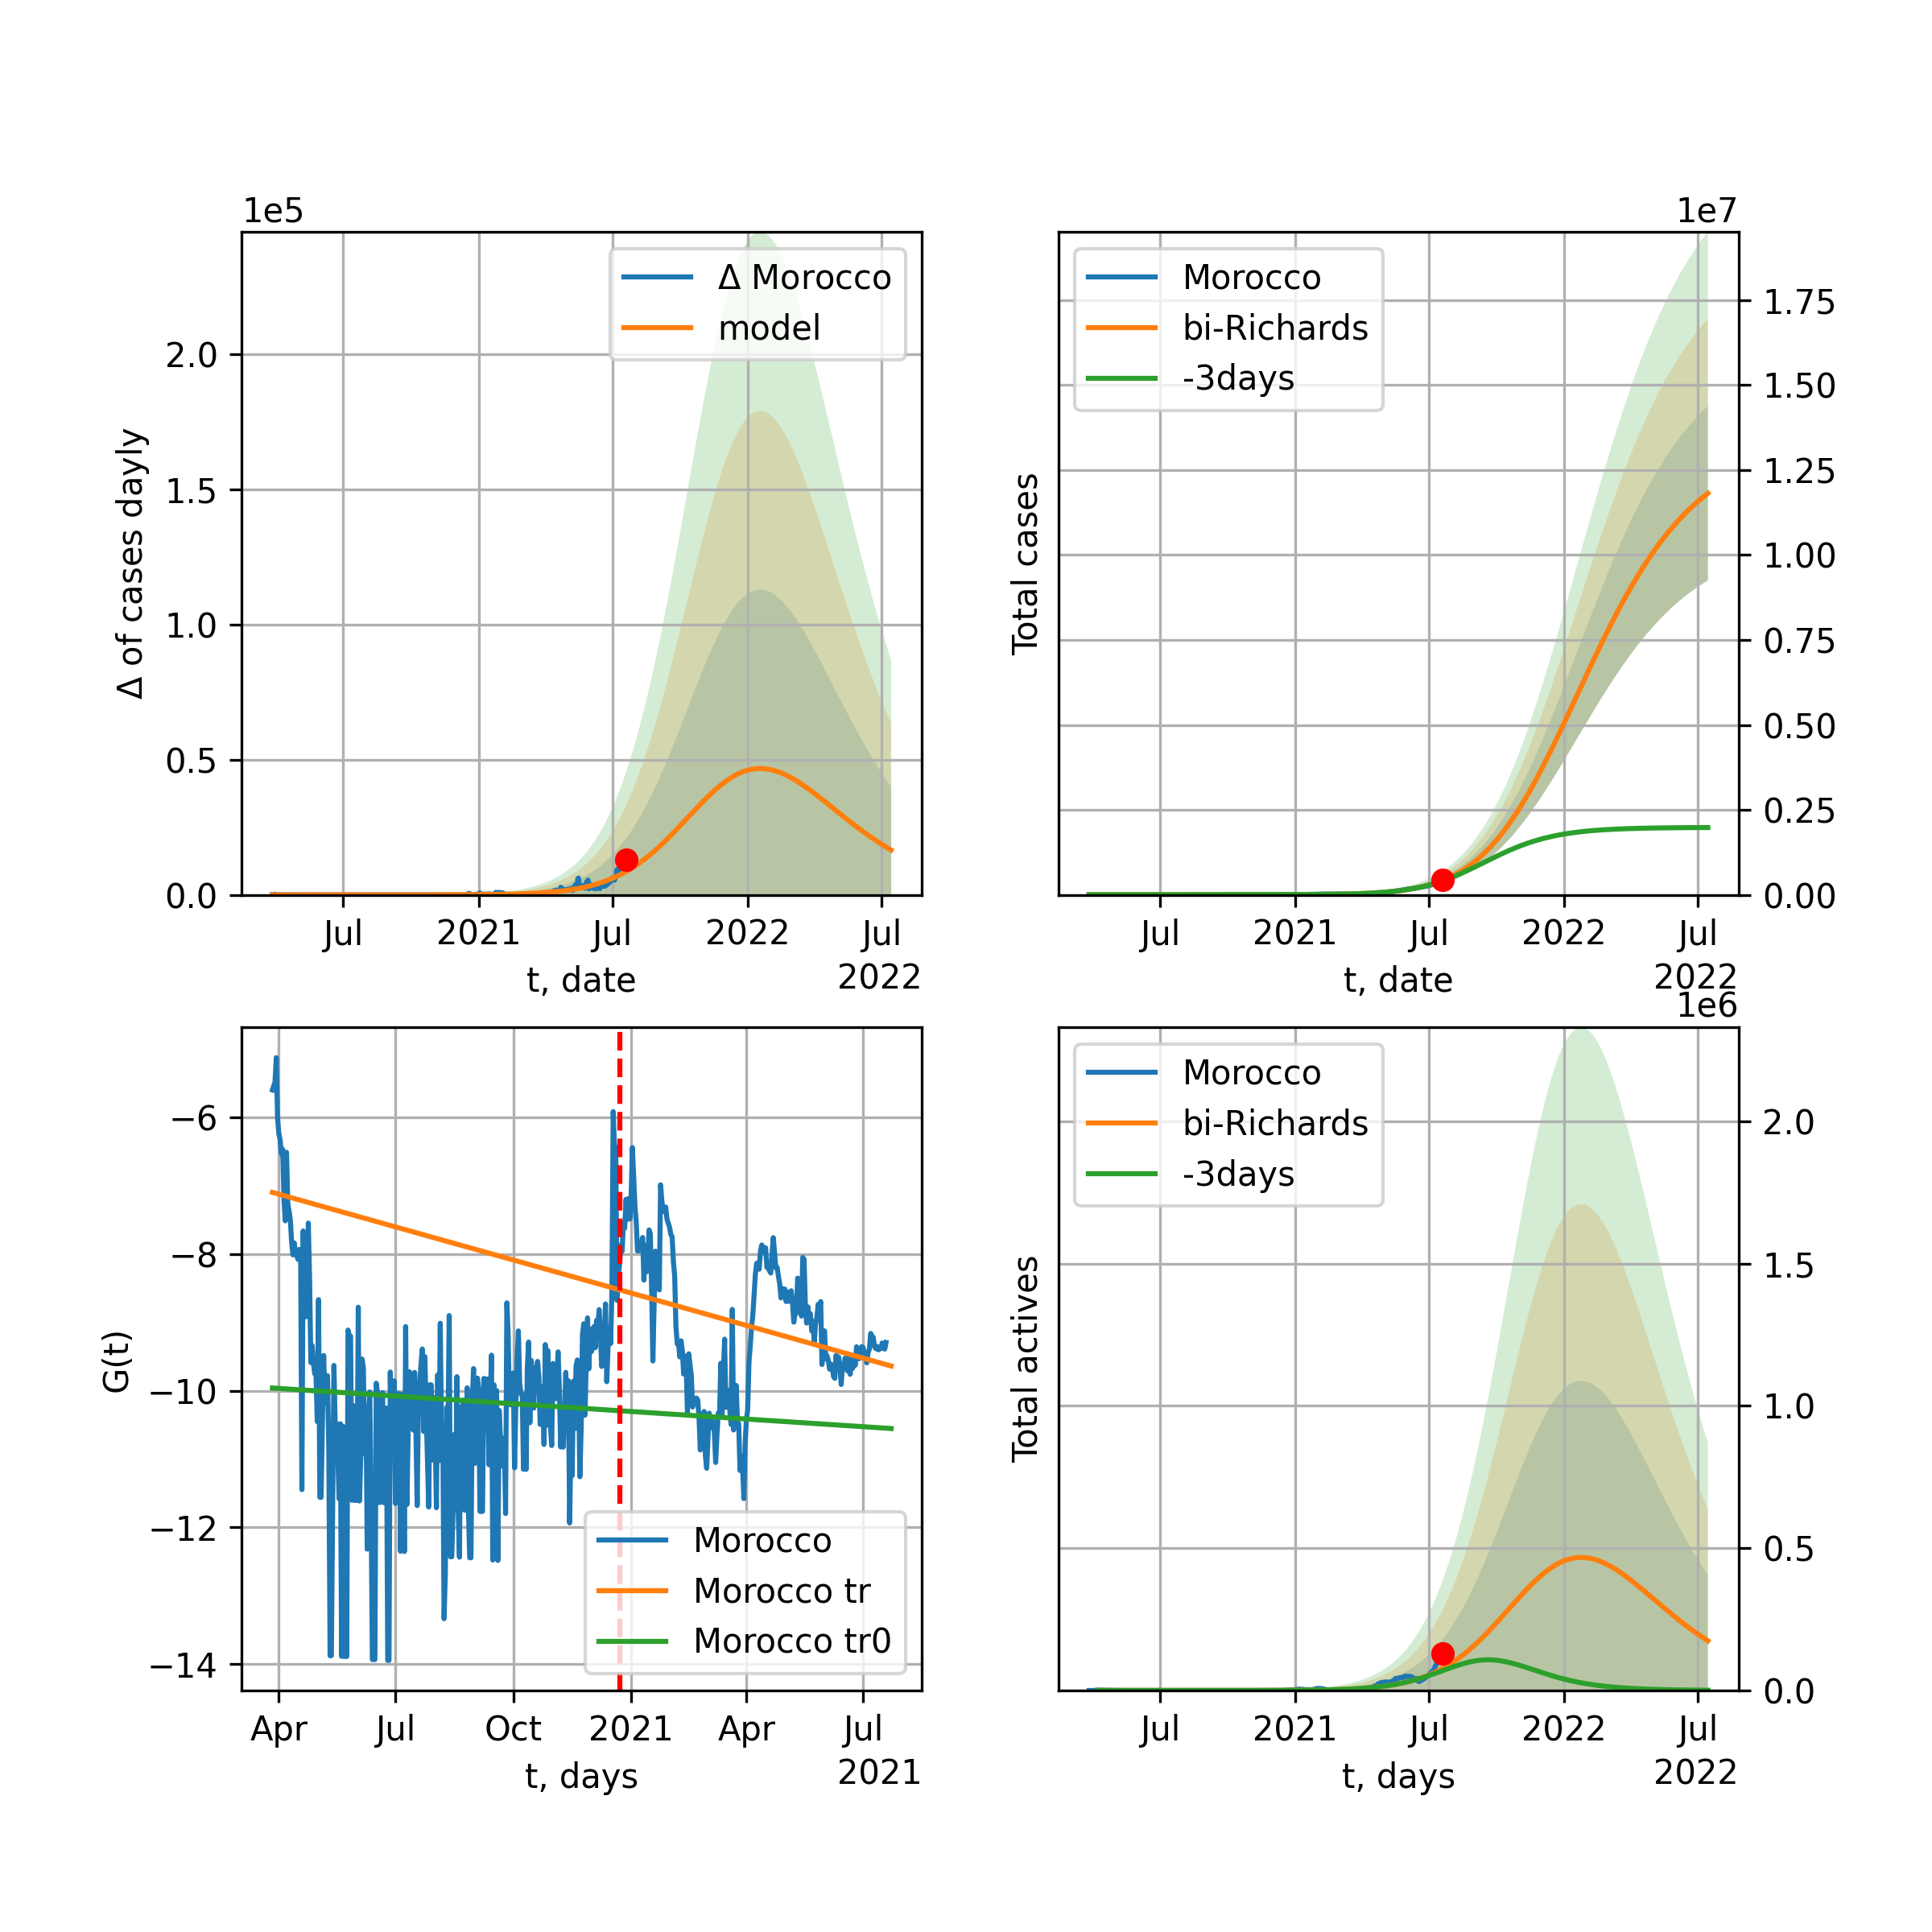 1e5
Δ of cases dayly
2.0
1.5
1.0
0.5
0.0
Δ Morocco
model
Jul
2021
Jul
2022
Jul
2022
t, date
1e7
Total cases
Morocco
bi-Richards
-3days
1.75
1.50
1.25
1.00
0.75
0.50
0.25
0.00
Jul
2021
Jul
2022
Jul
2022
t, date
G(t)
−6
−8
−10
−12
−14
Morocco
Morocco tr
Morocco tr0
Apr
Jul
Oct
2021
Apr
Jul
2021
t, days
1e6
Total actives
Morocco
bi-Richards
-3days
2.0
1.5
1.0
0.5
0.0
Jul
2021
Jul
2022
Jul
2022
t, days